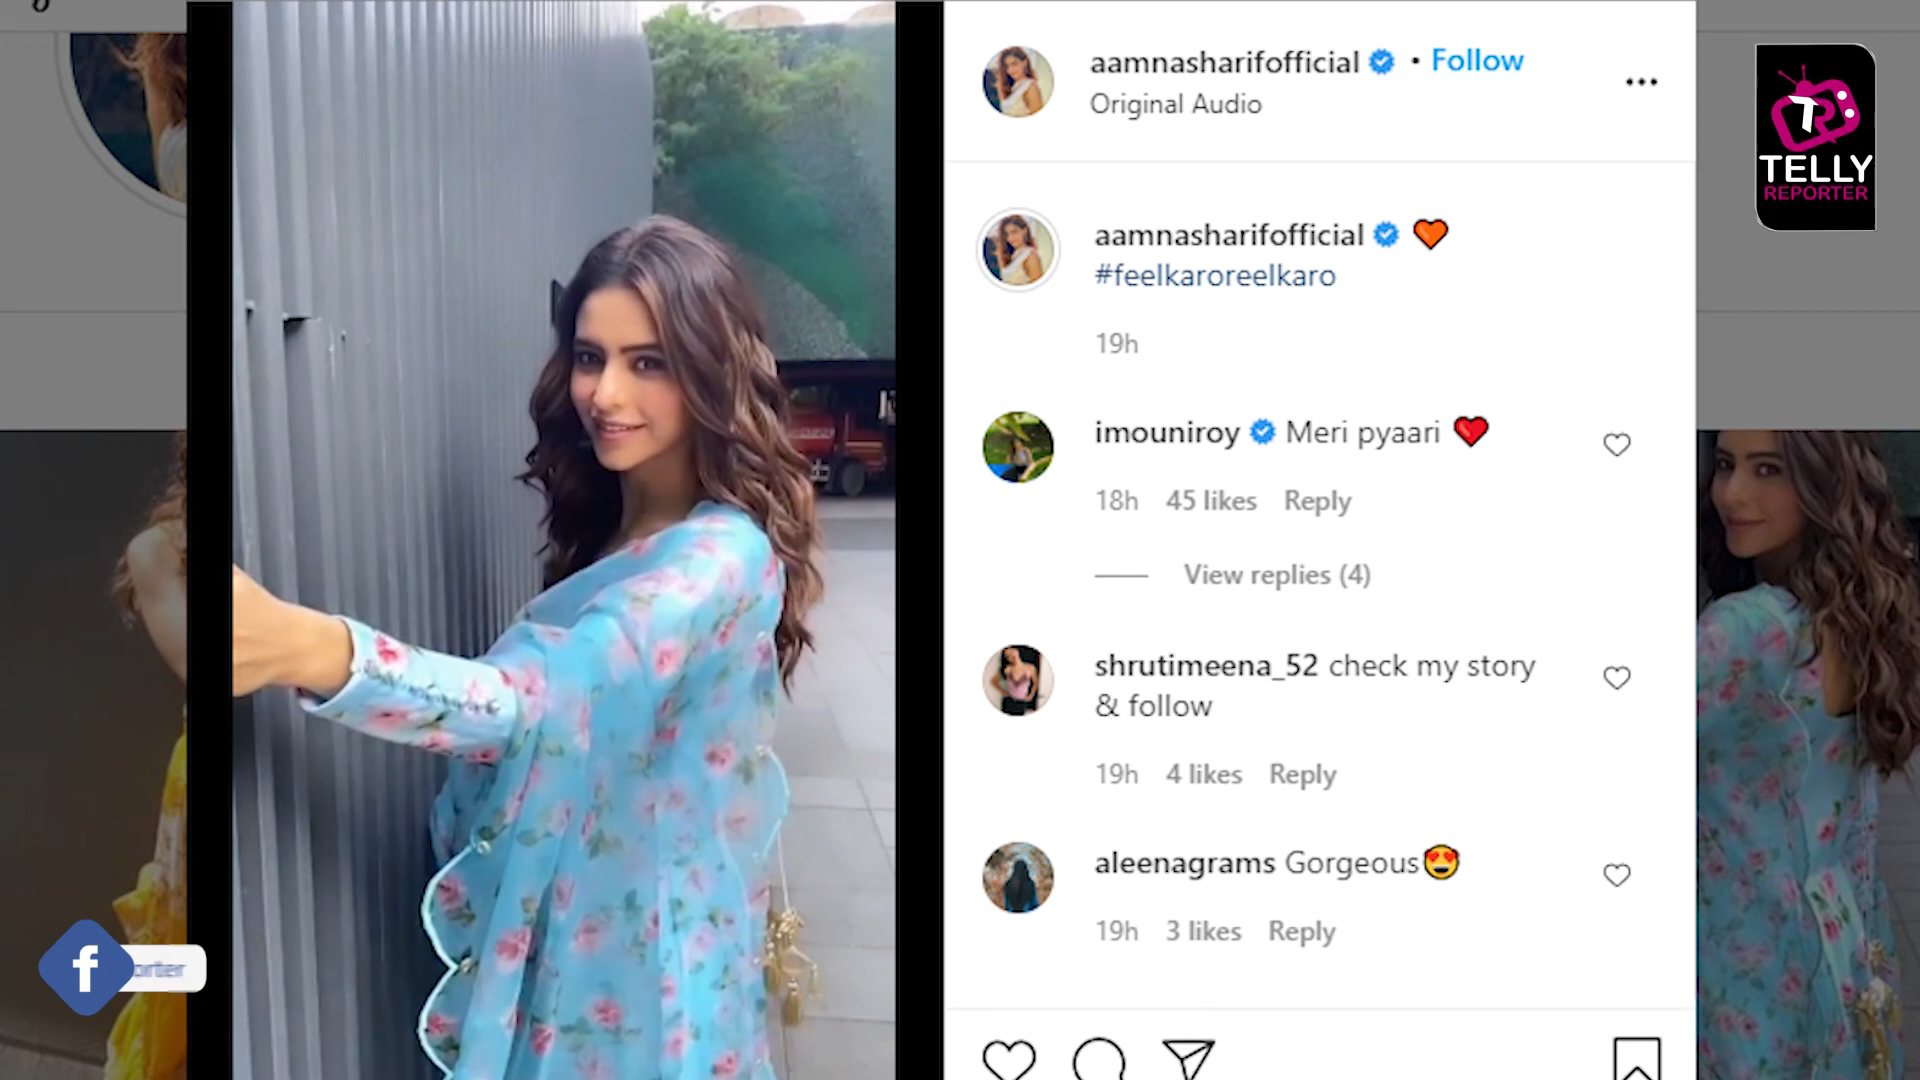 aamnasharifofficial • Follow
Original Audio
TELLY
REPORTER
aamnasharifofficial 🧡
#feelkaroreelkaro
19h
imouniroy Meri pyaari ❤️
18h 45 likes Reply
View replies (4)
shrutimeena_52 check my story
& follow
19h 4 likes Reply
aleenagrams Gorgeous😍
19h 3 likes Reply
f orter